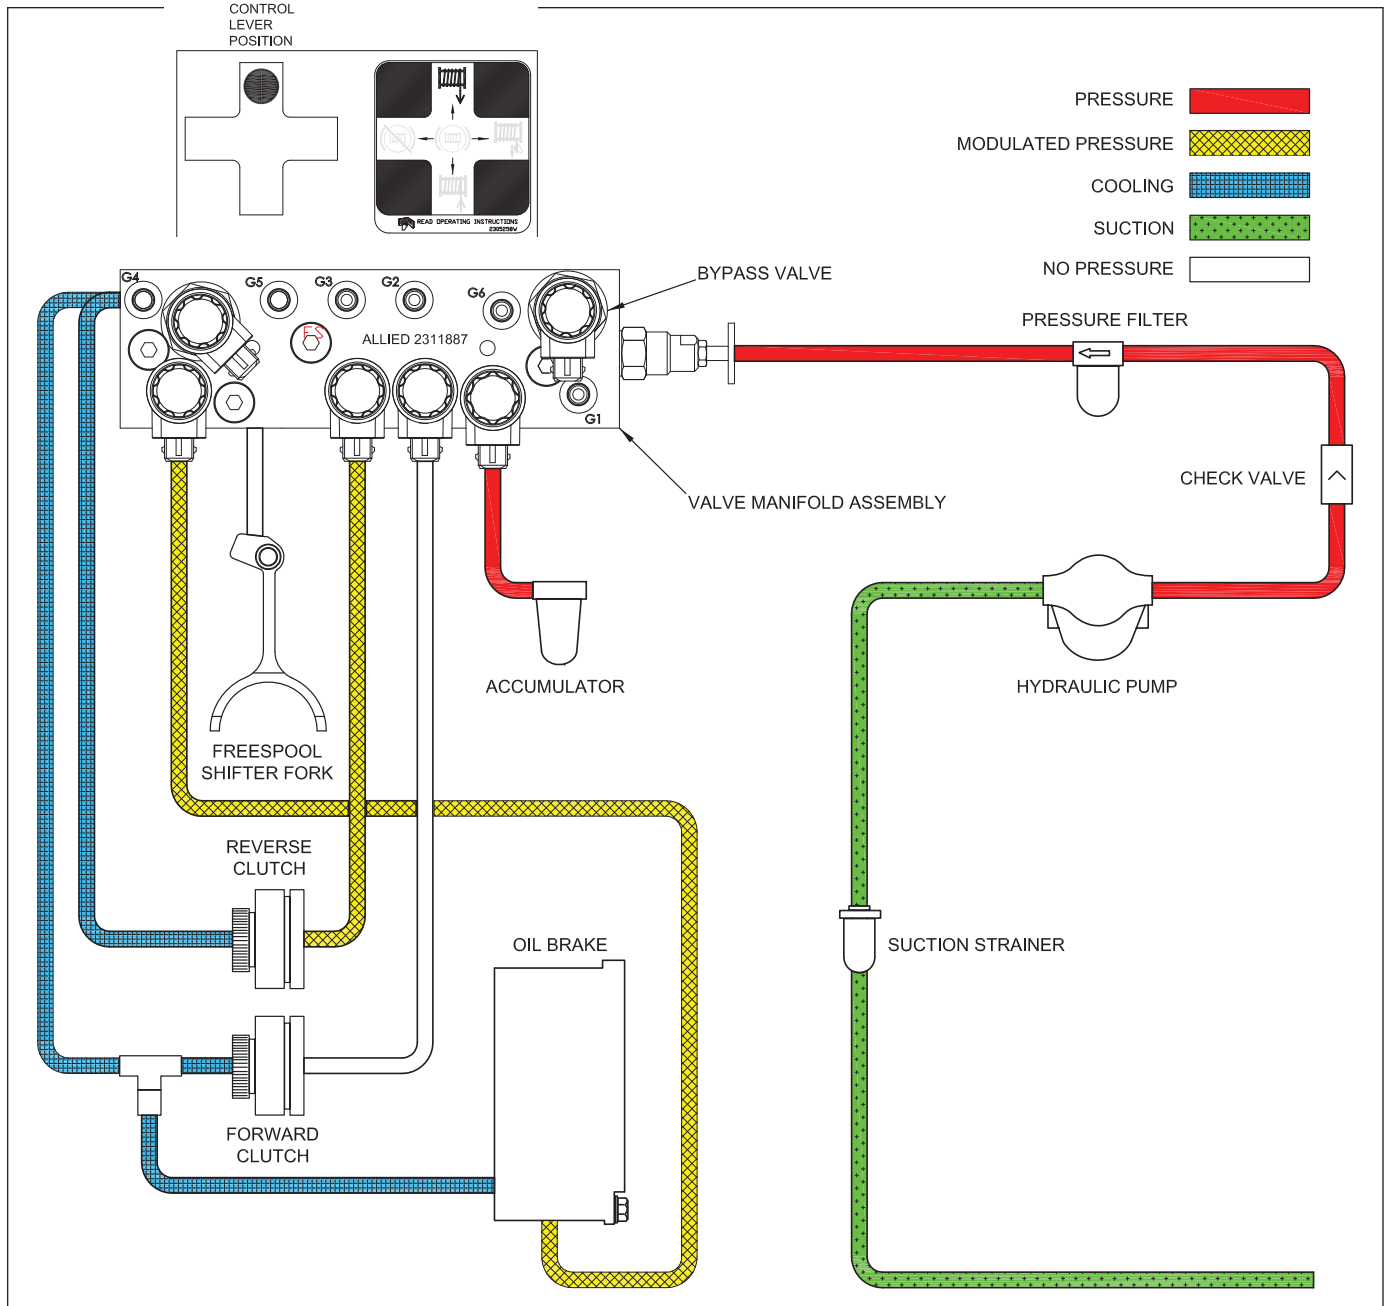 CONTROL
LEVER
POSITION
READ OPERATING INSTRUCTIONS
2305258W
PRESSURE
MODULATED PRESSURE
COOLING
SUCTION
NO PRESSURE
G4
G5
G3
G2
G6
BYPASS VALVE
FS
ALLIED 2311887
G1
PRESSURE FILTER
VALVE MANIFOLD ASSEMBLY
CHECK VALVE
ACCUMULATOR
HYDRAULIC PUMP
FREESPOOL
SHIFTER FORK
REVERSE
CLUTCH
OIL BRAKE
SUCTION STRAINER
FORWARD
CLUTCH